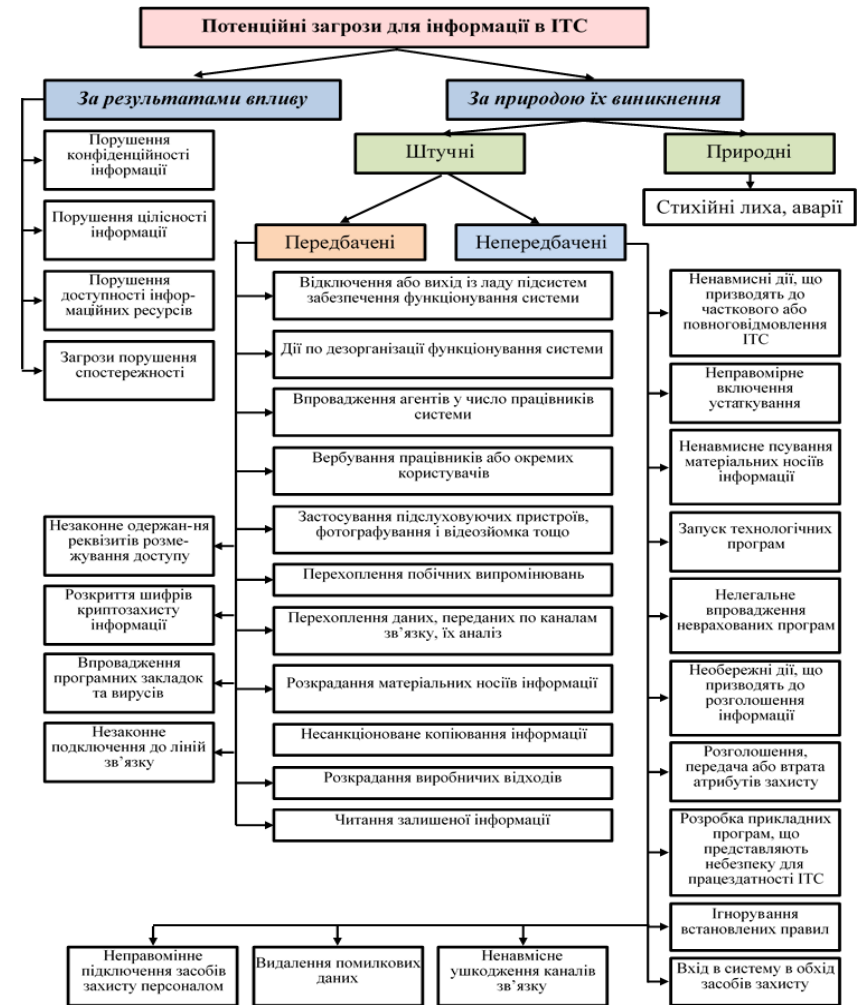 Потенційні загрози для інформації в ІТС
За результатами впливу
За природою їх виникнення
Порушення
конфіденційності
інформації
Порушення цілісності
інформації
Порушення
доступності інфор-
маційних ресурсів
Загрози порушення
спостережності
Штучні
Природні
Стихійні лиха, аварії
Передбачені
Непередбачені
Відключення або вихід із ладу підсистем
забезпечення функціонування системи
Дії по дезорганізації функціонування системи
Впровадження агентів у число працівників
системи
Вербування працівників або окремих
користувачів
Застосування підслуховуючих пристроїв,
фотографування і відеозйомка тощо
Перехоплення побічних випромінювань
Перехоплення даних, переданих по каналам
зв’язку, їх аналіз
Розкрадання матеріальних носіїв інформації
Несанкціоноване копіювання інформації
Розкрадання виробничих відходів
Читання залишеної інформації
Незаконне одержан-ня
реквізитів розме-
жування доступу
Розкриття шифрів
криптозахисту
інформації
Впровадження
програмних закладок
та вирусів
Незаконне
подключення до ліній
зв’язку
Ненавмисні дії, що
призводять до
часткового або
повноговідмовлення
ІТС
Неправомірне
включення
устаткування
Ненавмисне псування
матеріальних носіїв
інформації
Запуск технологічних
програм
Нелегальне
впровадження
неврахованих програм
Необережні дії, що
призводять до
розголошення
інформації
Розголошення,
передача або втрата
атрибутів захисту
Розробка прикладних
програм, що
представляють
небезпеку для
працездатності ІТС
Ігнорування
встановлених правил
Вхід в систему в обхід
засобів захисту
Неправомінне
підключення засобів
захисту персоналом
Видалення помилкових
даних
Ненавмісне
ушкодження каналів
зв’язку